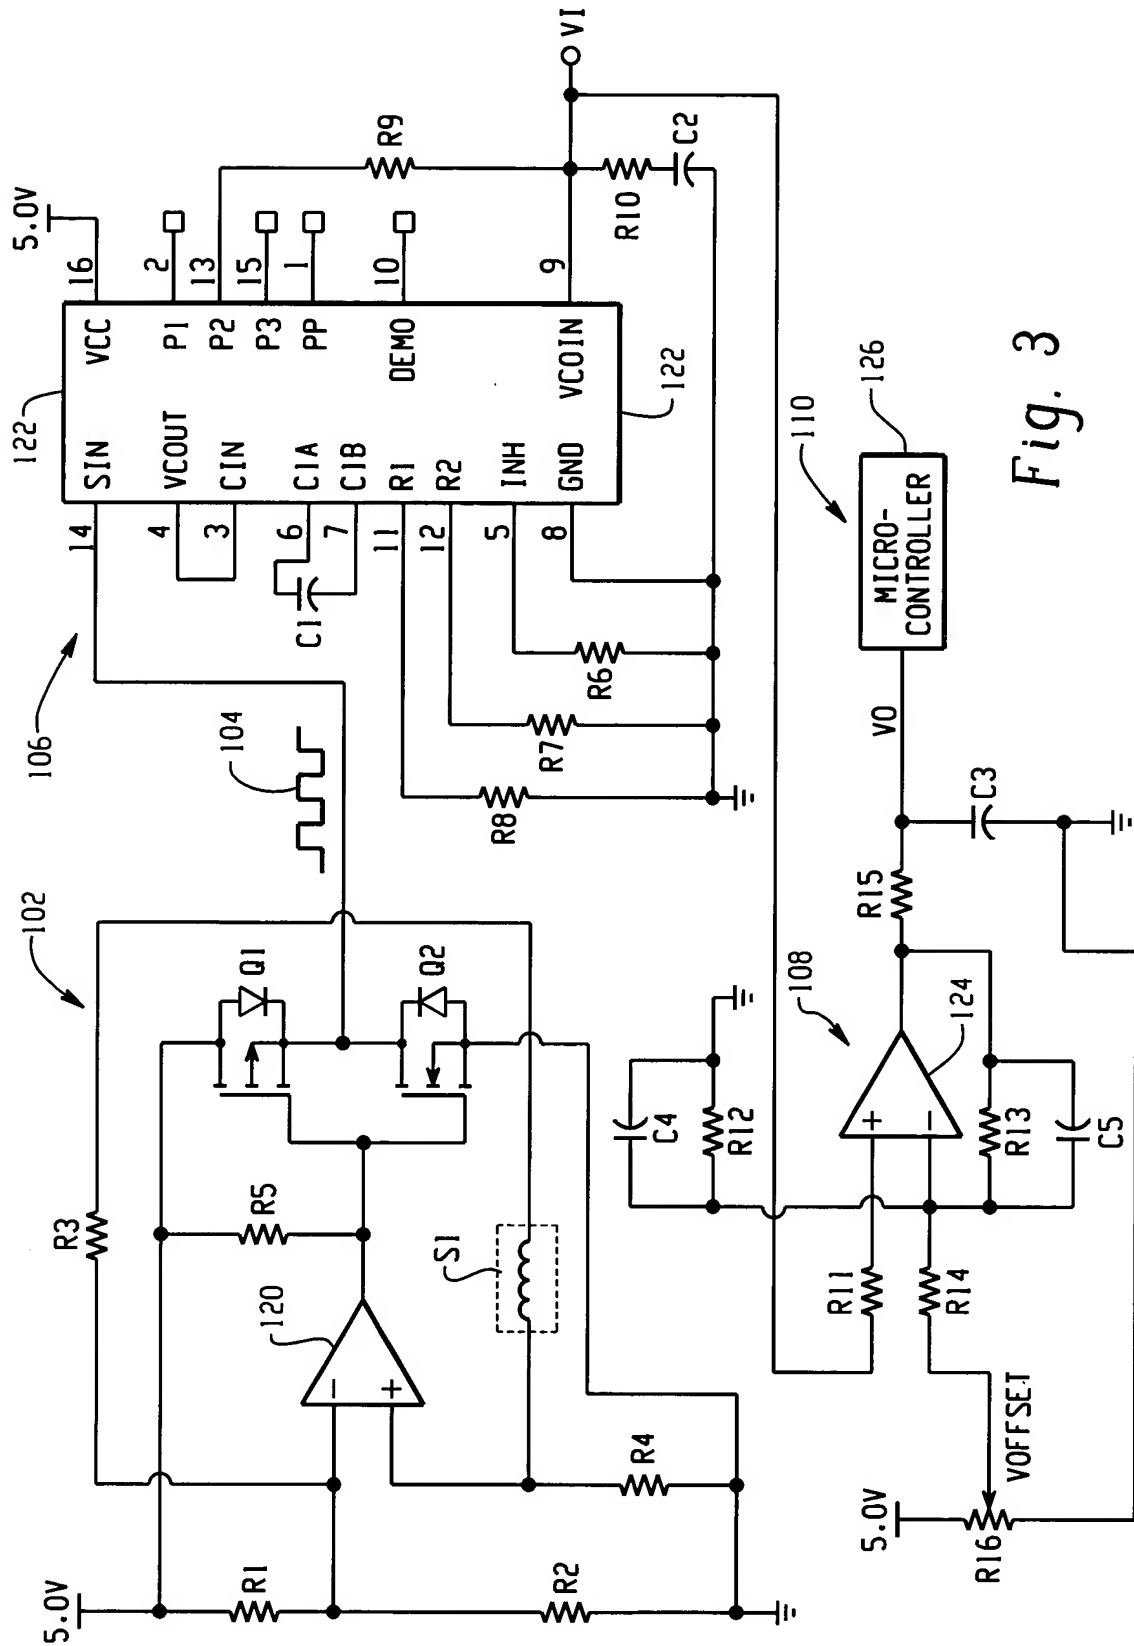 5.0V
R1
R2
R3
R4
R5
120
−
+
S1
102
Q1
Q2
104
106
122
SIN
VCOUT
CIN
C1A
C1B
R1
R2
INH
GND
VCC
P1
P2
P3
PP
DEMO
VCOIN
122
14
4
3
6
7
11
12
5
8
16
2
13
15
1
10
9
5.0V
C1
R6
R7
R8
R9
R10
C2
VI
5.0V
R16
VOFFSET
R11
R14
C4
R12
+
−
108
124
R13
C5
R15
C3
VO
110
MICRO-
CONTROLLER
126
Fig. 3